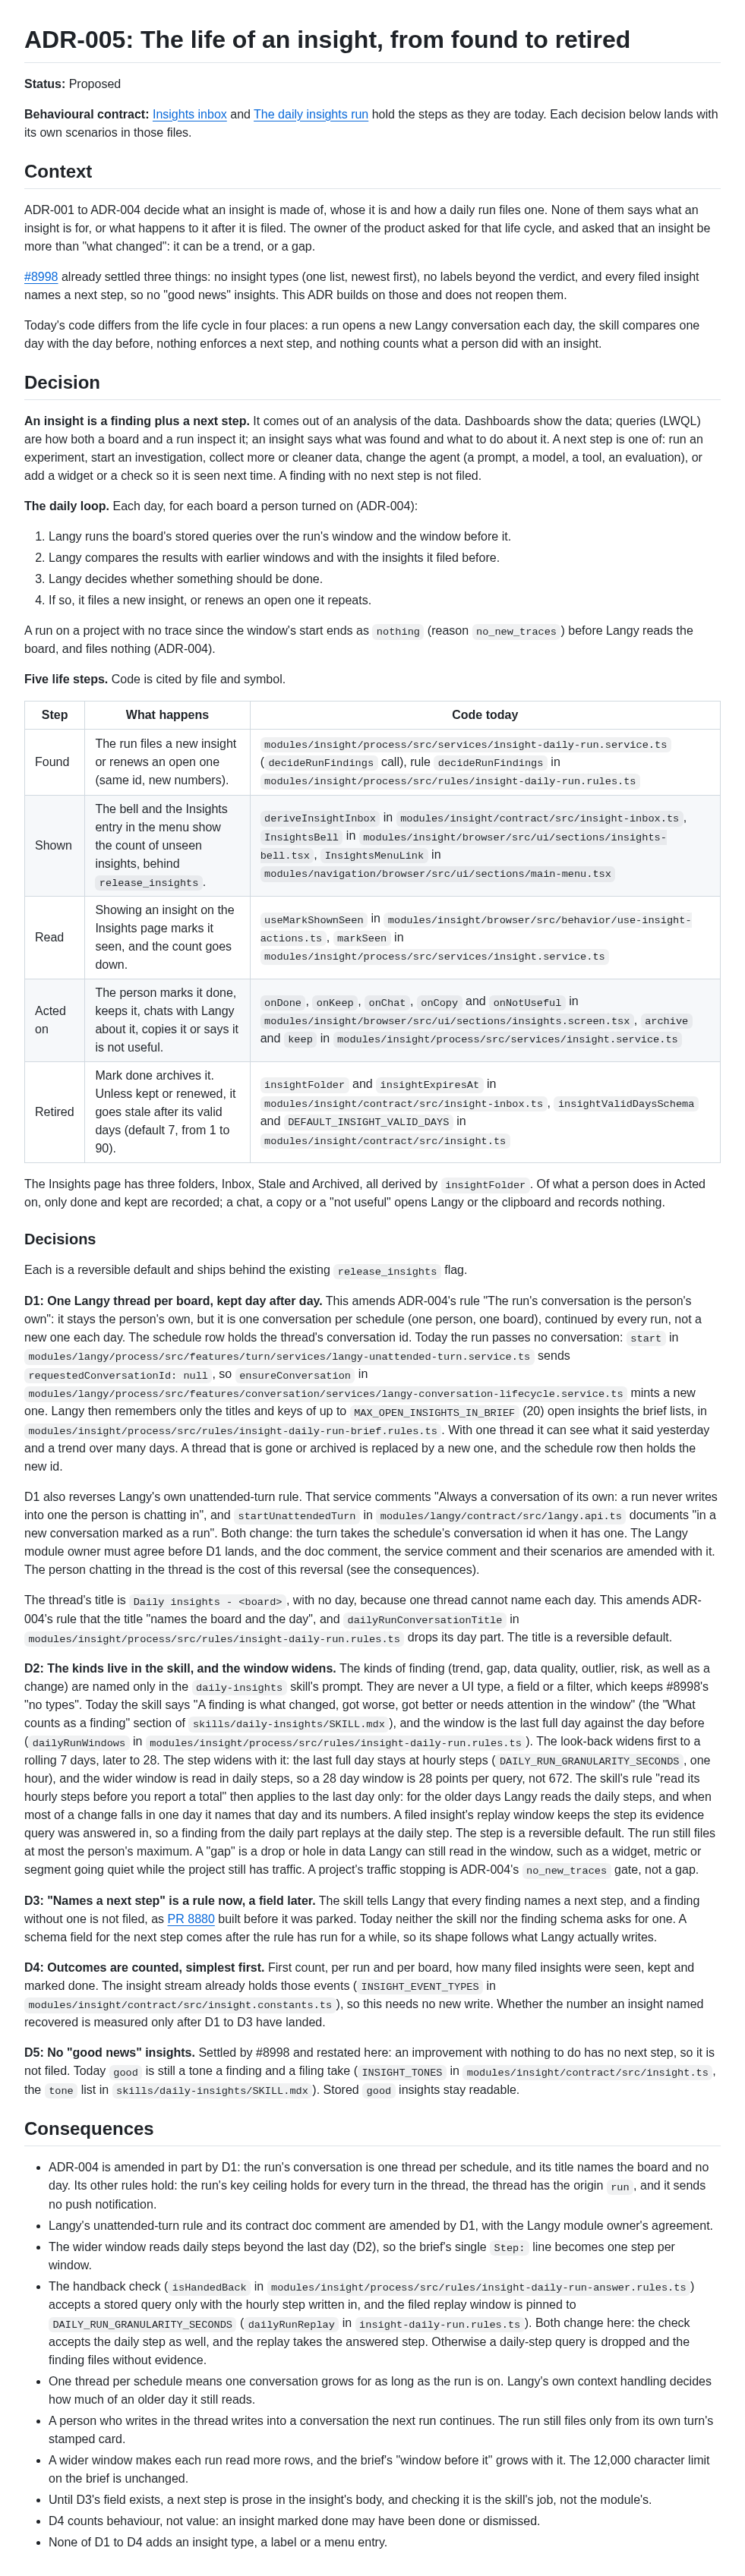 ADR-005: The life of an insight, from found to retired
Status: Proposed
Behavioural contract: Insights inbox and The daily insights run hold the steps as they are today. Each decision below lands with
its own scenarios in those files.
Context
ADR-001 to ADR-004 decide what an insight is made of, whose it is and how a daily run files one. None of them says what an
insight is for, or what happens to it after it is filed. The owner of the product asked for that life cycle, and asked that an insight be
more than "what changed": it can be a trend, or a gap.
#8998 already settled three things: no insight types (one list, newest first), no labels beyond the verdict, and every filed insight
names a next step, so no "good news" insights. This ADR builds on those and does not reopen them.
Today's code differs from the life cycle in four places: a run opens a new Langy conversation each day, the skill compares one
day with the day before, nothing enforces a next step, and nothing counts what a person did with an insight.
Decision
An insight is a finding plus a next step. It comes out of an analysis of the data. Dashboards show the data; queries (LWQL)
are how both a board and a run inspect it; an insight says what was found and what to do about it. A next step is one of: run an
experiment, start an investigation, collect more or cleaner data, change the agent (a prompt, a model, a tool, an evaluation), or
add a widget or a check so it is seen next time. A finding with no next step is not filed.
The daily loop. Each day, for each board a person turned on (ADR-004):
1. Langy runs the board's stored queries over the run's window and the window before it.
2. Langy compares the results with earlier windows and with the insights it filed before.
3. Langy decides whether something should be done.
4. If so, it files a new insight, or renews an open one it repeats.
A run on a project with no trace since the window's start ends as nothing (reason no_new_traces) before Langy reads the
board, and files nothing (ADR-004).
Five life steps. Code is cited by file and symbol.
Step What happens Code today
Found
The run files a new insight
or renews an open one
(same id, new numbers).
modules/insight/process/src/services/insight-daily-run.service.ts
(decideRunFindings call), rule decideRunFindings in
modules/insight/process/src/rules/insight-daily-run.rules.ts
Shown
The bell and the Insights
entry in the menu show
the count of unseen
insights, behind
release_insights.
deriveInsightInbox in modules/insight/contract/src/insight-inbox.ts,
InsightsBell in modules/insight/browser/src/ui/sections/insights-
bell.tsx, InsightsMenuLink in
modules/navigation/browser/src/ui/sections/main-menu.tsx
Read
Showing an insight on the
Insights page marks it
seen, and the count goes
down.
useMarkShownSeen in modules/insight/browser/src/behavior/use-insight-
actions.ts, markSeen in
modules/insight/process/src/services/insight.service.ts
Acted
on
The person marks it done,
keeps it, chats with Langy
about it, copies it or says it
is not useful.
onDone, onKeep, onChat, onCopy and onNotUseful in
modules/insight/browser/src/ui/sections/insights.screen.tsx, archive
and keep in modules/insight/process/src/services/insight.service.ts
Retired
Mark done archives it.
Unless kept or renewed, it
goes stale after its valid
days (default 7, from 1 to
90).
insightFolder and insightExpiresAt in
modules/insight/contract/src/insight-inbox.ts, insightValidDaysSchema
and DEFAULT_INSIGHT_VALID_DAYS in
modules/insight/contract/src/insight.ts
The Insights page has three folders, Inbox, Stale and Archived, all derived by insightFolder. Of what a person does in Acted
on, only done and kept are recorded; a chat, a copy or a "not useful" opens Langy or the clipboard and records nothing.
Decisions
Each is a reversible default and ships behind the existing release_insights flag.
D1: One Langy thread per board, kept day after day. This amends ADR-004's rule "The run's conversation is the person's
own": it stays the person's own, but it is one conversation per schedule (one person, one board), continued by every run, not a
new one each day. The schedule row holds the thread's conversation id. Today the run passes no conversation: start in
modules/langy/process/src/features/turn/services/langy-unattended-turn.service.ts sends
requestedConversationId: null, so ensureConversation in
modules/langy/process/src/features/conversation/services/langy-conversation-lifecycle.service.ts mints a new
one. Langy then remembers only the titles and keys of up to MAX_OPEN_INSIGHTS_IN_BRIEF (20) open insights the brief lists, in
modules/insight/process/src/rules/insight-daily-run-brief.rules.ts. With one thread it can see what it said yesterday
and a trend over many days. A thread that is gone or archived is replaced by a new one, and the schedule row then holds the
new id.
D1 also reverses Langy's own unattended-turn rule. That service comments "Always a conversation of its own: a run never writes
into one the person is chatting in", and startUnattendedTurn in modules/langy/contract/src/langy.api.ts documents "in a
new conversation marked as a run". Both change: the turn takes the schedule's conversation id when it has one. The Langy
module owner must agree before D1 lands, and the doc comment, the service comment and their scenarios are amended with it.
The person chatting in the thread is the cost of this reversal (see the consequences).
The thread's title is Daily insights - <board>, with no day, because one thread cannot name each day. This amends ADR-
004's rule that the title "names the board and the day", and dailyRunConversationTitle in
modules/insight/process/src/rules/insight-daily-run.rules.ts drops its day part. The title is a reversible default.
D2: The kinds live in the skill, and the window widens. The kinds of finding (trend, gap, data quality, outlier, risk, as well as a
change) are named only in the daily-insights skill's prompt. They are never a UI type, a field or a filter, which keeps #8998's
"no types". Today the skill says "A finding is what changed, got worse, got better or needs attention in the window" (the "What
counts as a finding" section of skills/daily-insights/SKILL.mdx), and the window is the last full day against the day before
(dailyRunWindows in modules/insight/process/src/rules/insight-daily-run.rules.ts). The look-back widens first to a
rolling 7 days, later to 28. The step widens with it: the last full day stays at hourly steps (DAILY_RUN_GRANULARITY_SECONDS, one
hour), and the wider window is read in daily steps, so a 28 day window is 28 points per query, not 672. The skill's rule "read its
hourly steps before you report a total" then applies to the last day only: for the older days Langy reads the daily steps, and when
most of a change falls in one day it names that day and its numbers. A filed insight's replay window keeps the step its evidence
query was answered in, so a finding from the daily part replays at the daily step. The step is a reversible default. The run still files
at most the person's maximum. A "gap" is a drop or hole in data Langy can still read in the window, such as a widget, metric or
segment going quiet while the project still has traffic. A project's traffic stopping is ADR-004's no_new_traces gate, not a gap.
D3: "Names a next step" is a rule now, a field later. The skill tells Langy that every finding names a next step, and a finding
without one is not filed, as PR 8880 built before it was parked. Today neither the skill nor the finding schema asks for one. A
schema field for the next step comes after the rule has run for a while, so its shape follows what Langy actually writes.
D4: Outcomes are counted, simplest first. First count, per run and per board, how many filed insights were seen, kept and
marked done. The insight stream already holds those events (INSIGHT_EVENT_TYPES in
modules/insight/contract/src/insight.constants.ts), so this needs no new write. Whether the number an insight named
recovered is measured only after D1 to D3 have landed.
D5: No "good news" insights. Settled by #8998 and restated here: an improvement with nothing to do has no next step, so it is
not filed. Today good is still a tone a finding and a filing take (INSIGHT_TONES in modules/insight/contract/src/insight.ts,
the tone list in skills/daily-insights/SKILL.mdx). Stored good insights stay readable.
Consequences
• ADR-004 is amended in part by D1: the run's conversation is one thread per schedule, and its title names the board and no
day. Its other rules hold: the run's key ceiling holds for every turn in the thread, the thread has the origin run, and it sends
no push notification.
• Langy's unattended-turn rule and its contract doc comment are amended by D1, with the Langy module owner's agreement.
• The wider window reads daily steps beyond the last day (D2), so the brief's single Step: line becomes one step per
window.
• The handback check (isHandedBack in modules/insight/process/src/rules/insight-daily-run-answer.rules.ts)
accepts a stored query only with the hourly step written in, and the filed replay window is pinned to
DAILY_RUN_GRANULARITY_SECONDS (dailyRunReplay in insight-daily-run.rules.ts). Both change here: the check
accepts the daily step as well, and the replay takes the answered step. Otherwise a daily-step query is dropped and the
finding files without evidence.
• One thread per schedule means one conversation grows for as long as the run is on. Langy's own context handling decides
how much of an older day it still reads.
• A person who writes in the thread writes into a conversation the next run continues. The run still files only from its own turn's
stamped card.
• A wider window makes each run read more rows, and the brief's "window before it" grows with it. The 12,000 character limit
on the brief is unchanged.
• Until D3's field exists, a next step is prose in the insight's body, and checking it is the skill's job, not the module's.
• D4 counts behaviour, not value: an insight marked done may have been done or dismissed.
• None of D1 to D4 adds an insight type, a label or a menu entry.